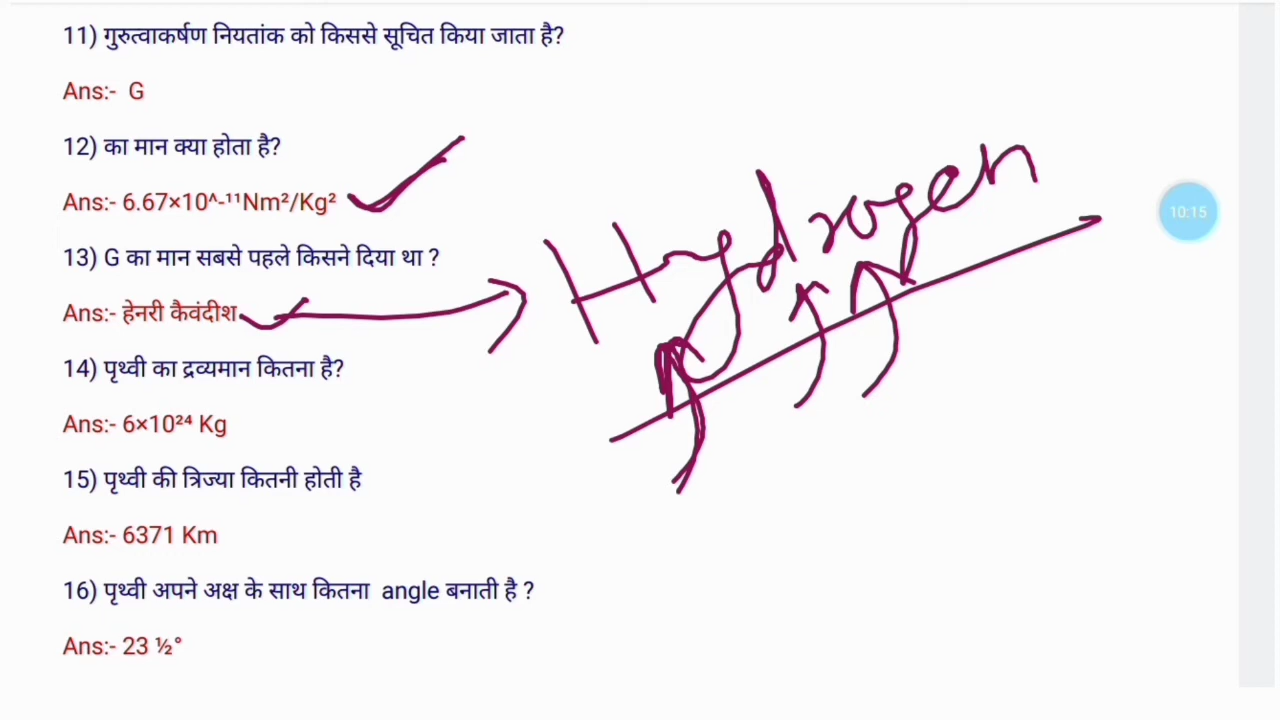 11) गुरुत्वाकर्षण नियतांक को किससे सूचित किया जाता है?
Ans:- G
12) का मान क्या होता है?
Ans:- 6.67×10^-¹¹Nm²/Kg²
13) G का मान सबसे पहले किसने दिया था ?
Ans:- हेनरी कैवंदीश
Hydrogen
10:15
14) पृथ्वी का द्रव्यमान कितना है?
Ans:- 6×10²⁴ Kg
15) पृथ्वी की त्रिज्या कितनी होती है
Ans:- 6371 Km
16) पृथ्वी अपने अक्ष के साथ कितना angle बनाती है ?
Ans:- 23 ½°